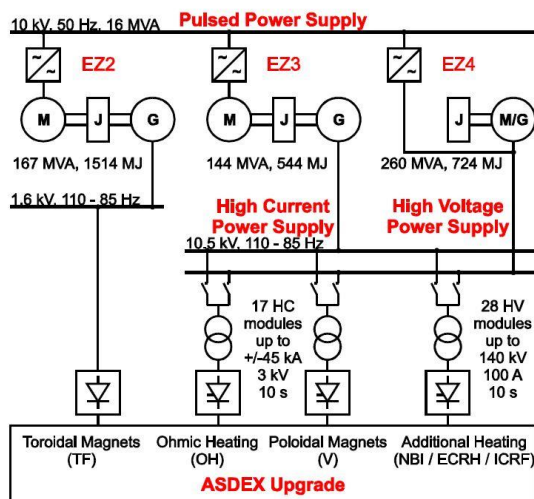 Pulsed Power Supply
10 kV, 50 Hz, 16 MVA
~
~
EZ2
~
~
EZ3
~
~
EZ4
M
J
G
M
J
G
J
M/G
167 MVA, 1514 MJ
144 MVA, 544 MJ
260 MVA, 724 MJ
1.6 kV, 110 - 85 Hz
High Current
Power Supply
High Voltage
Power Supply
10.5 kV, 110 - 85 Hz
17 HC
modules
up to
+/-45 kA
3 kV
10 s
28 HV
modules
up to
140 kV
100 A
10 s
Toroidal Magnets
(TF)
Ohmic Heating
(OH)
Poloidal Magnets
(V)
Additional Heating
(NBI / ECRH / ICRF)
ASDEX Upgrade